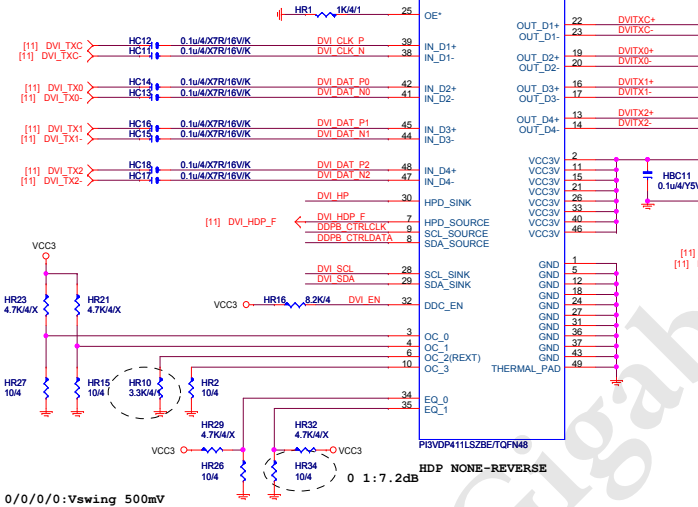 HR1 1K/4/1 25 OE*
22 OUT_D1+ DVITXC+
23 OUT_D1- DVITXC-
[11] DVI_TXC HC12 0.1u/4/X7R/16V/K DVI_CLK_P 39 IN_D1+
[11] DVI_TXC- HC11 0.1u/4/X7R/16V/K DVI_CLK_N 38 IN_D1-
OUT_D2+ 19 DVITX0+
OUT_D2- 20 DVITX0-
[11] DVI_TX0 HC14 0.1u/4/X7R/16V/K DVI_DAT_P0 42 IN_D2+
[11] DVI_TX0- HC13 0.1u/4/X7R/16V/K DVI_DAT_N0 41 IN_D2-
OUT_D3+ 16 DVITX1+
OUT_D3- 17 DVITX1-
[11] DVI_TX1 HC16 0.1u/4/X7R/16V/K DVI_DAT_P1 45 IN_D3+
[11] DVI_TX1- HC15 0.1u/4/X7R/16V/K DVI_DAT_N1 44 IN_D3-
OUT_D4+ 13 DVITX2+
OUT_D4- 14 DVITX2-
[11] DVI_TX2 HC18 0.1u/4/X7R/16V/K DVI_DAT_P2 48 IN_D4+
[11] DVI_TX2- HC17 0.1u/4/X7R/16V/K DVI_DAT_N2 47 IN_D4-
VCC3V 2
VCC3V 11
VCC3V 15
VCC3V 21
VCC3V 26
VCC3V 33
VCC3V 40
VCC3V 46
HBC11
0.1u/4/Y5V
DVI_HP 30 HPD_SINK
[11] DVI_HDP_F DVI_HDP_F 7 HPD_SOURCE
DDPB_CTRLCLK 9 SCL_SOURCE
DDPB_CTRLDATA 8 SDA_SOURCE
[11]
[11]
DVI_SCL 28 SCL_SINK
DVI_SDA 29 SDA_SINK
VCC3 HR16 8.2K/4 DVI_EN 32 DDC_EN
GND 1
GND 5
GND 12
GND 18
GND 24
GND 27
GND 31
GND 36
GND 37
GND 43
THERMAL_PAD 49
VCC3
HR23 HR21
4.7K/4/X 4.7K/4/X
3 OC_0
4 OC_1
6 OC_2(REXT)
10 OC_3
HR27 HR15 HR10 HR2
10/4 10/4 3.3K/4/1 10/4
34 EQ_0
35 EQ_1
HR29 HR32
4.7K/4/X 4.7K/4/X
VCC3 VCC3
HR26 HR34
10/4 10/4
0 1:7.2dB
PI3VDP411LSZBE/TQFN48
HDP NONE-REVERSE
0/0/0/0:Vswing 500mV
Gigab